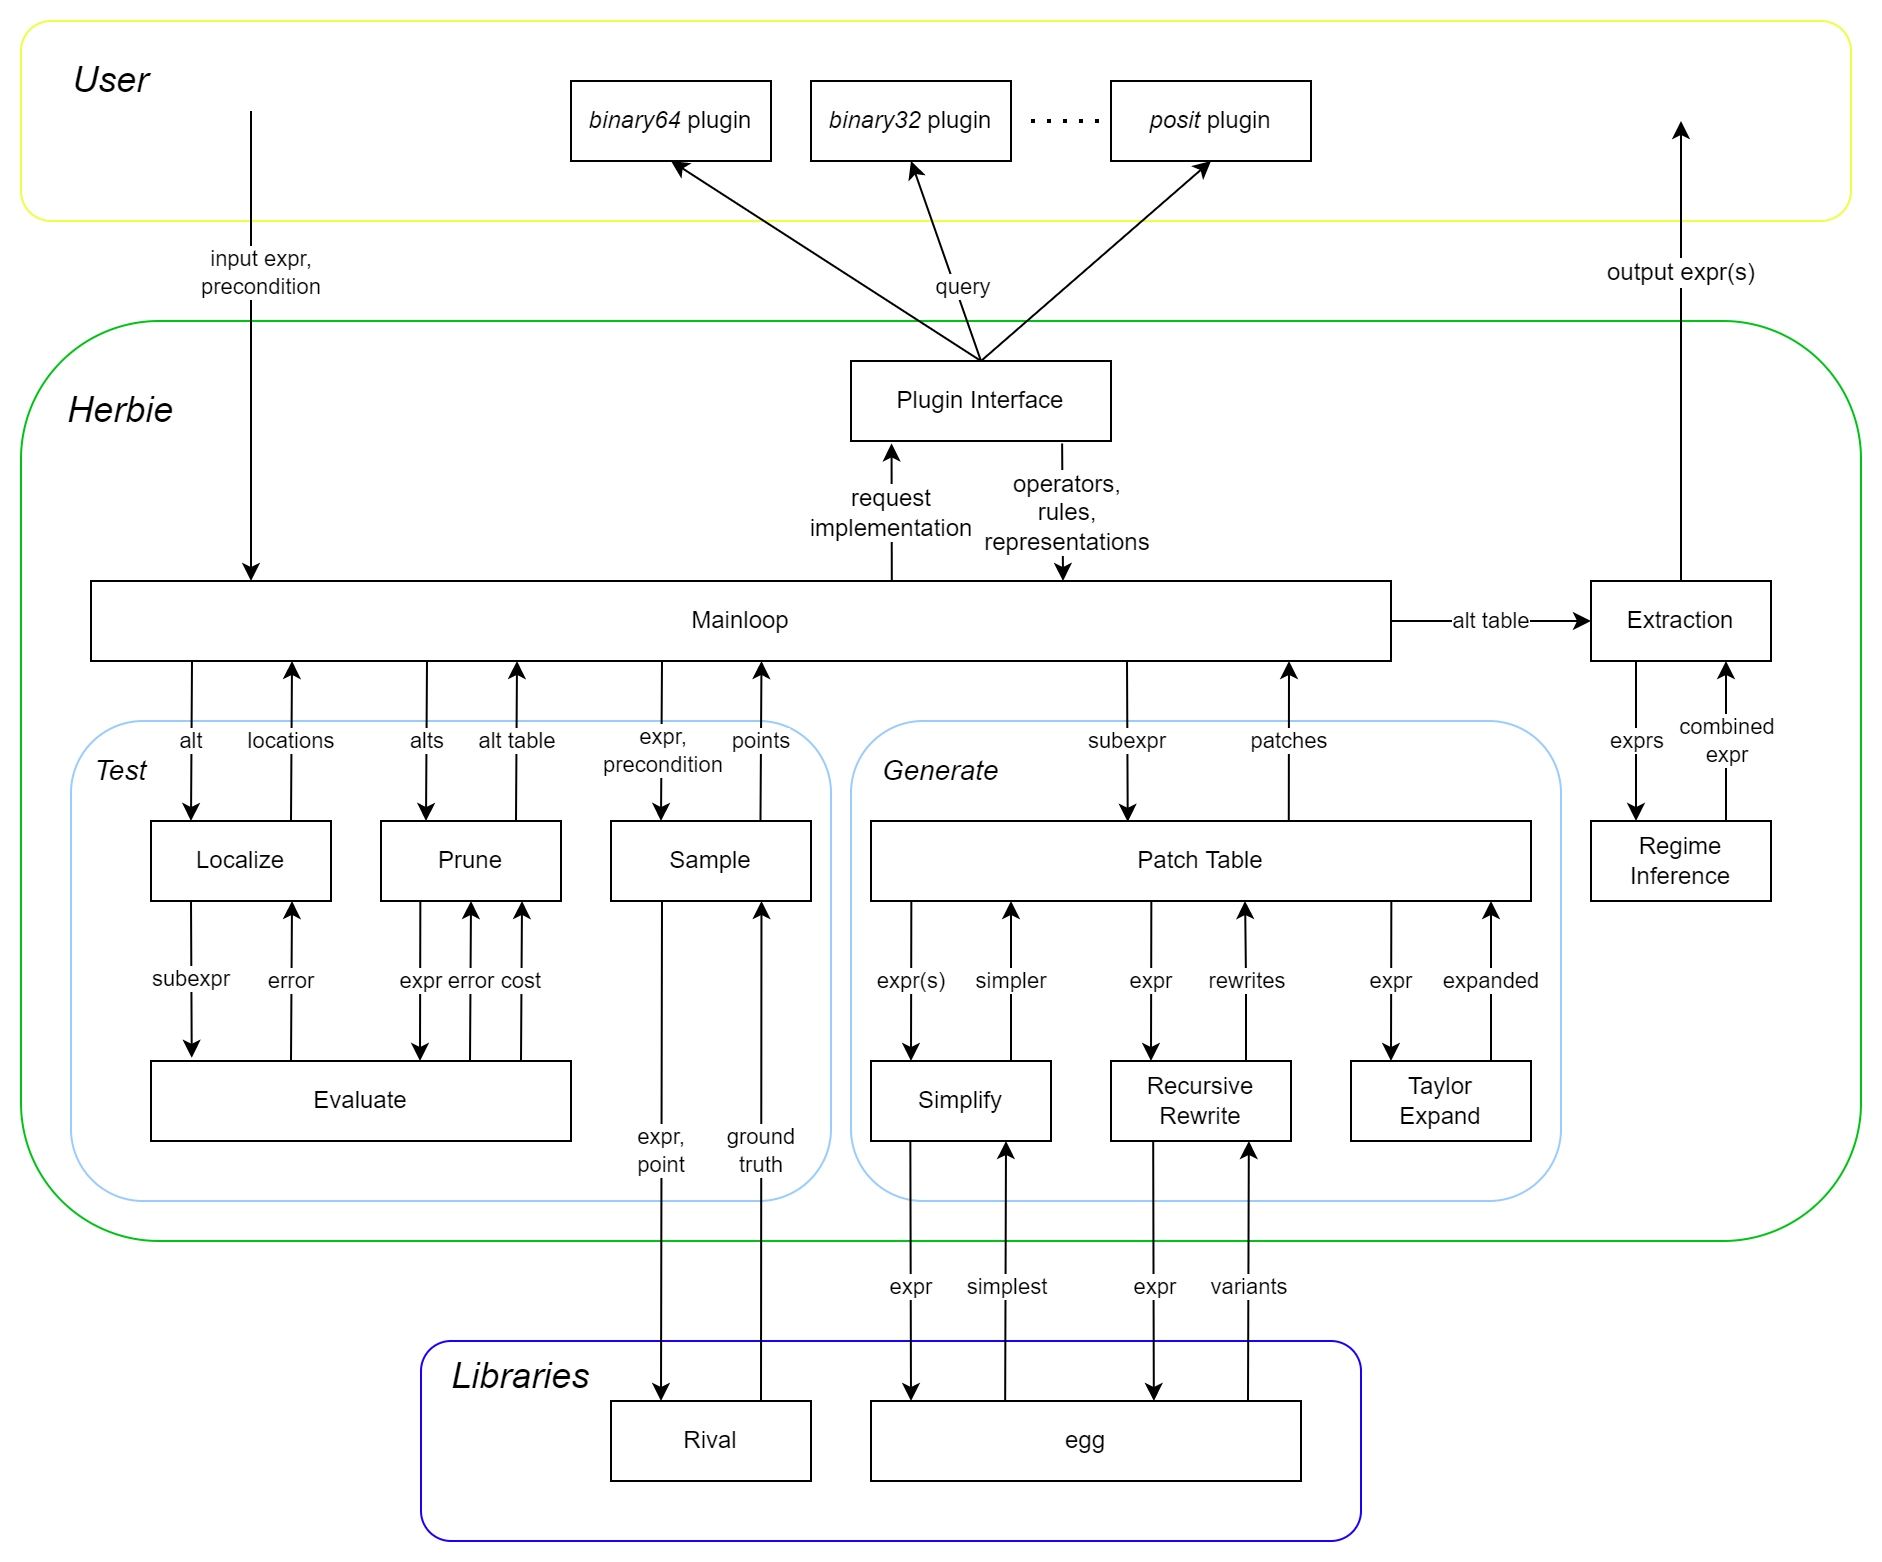 User
binary64 plugin
binary32 plugin
posit plugin
input expr,
precondition
query
output expr(s)
Herbie
Plugin Interface
request
implementation
operators,
rules,
representations
Mainloop
alt table
Extraction
alt
locations
alts
alt table
expr,
precondition
points
subexpr
patches
exprs
combined
expr
Test
Generate
Localize
Prune
Sample
Patch Table
Regime
Inference
subexpr
error
expr
error
cost
expr(s)
simpler
expr
rewrites
expr
expanded
Evaluate
Simplify
Recursive
Rewrite
Taylor
Expand
expr,
point
ground
truth
expr
simplest
expr
variants
Libraries
Rival
egg